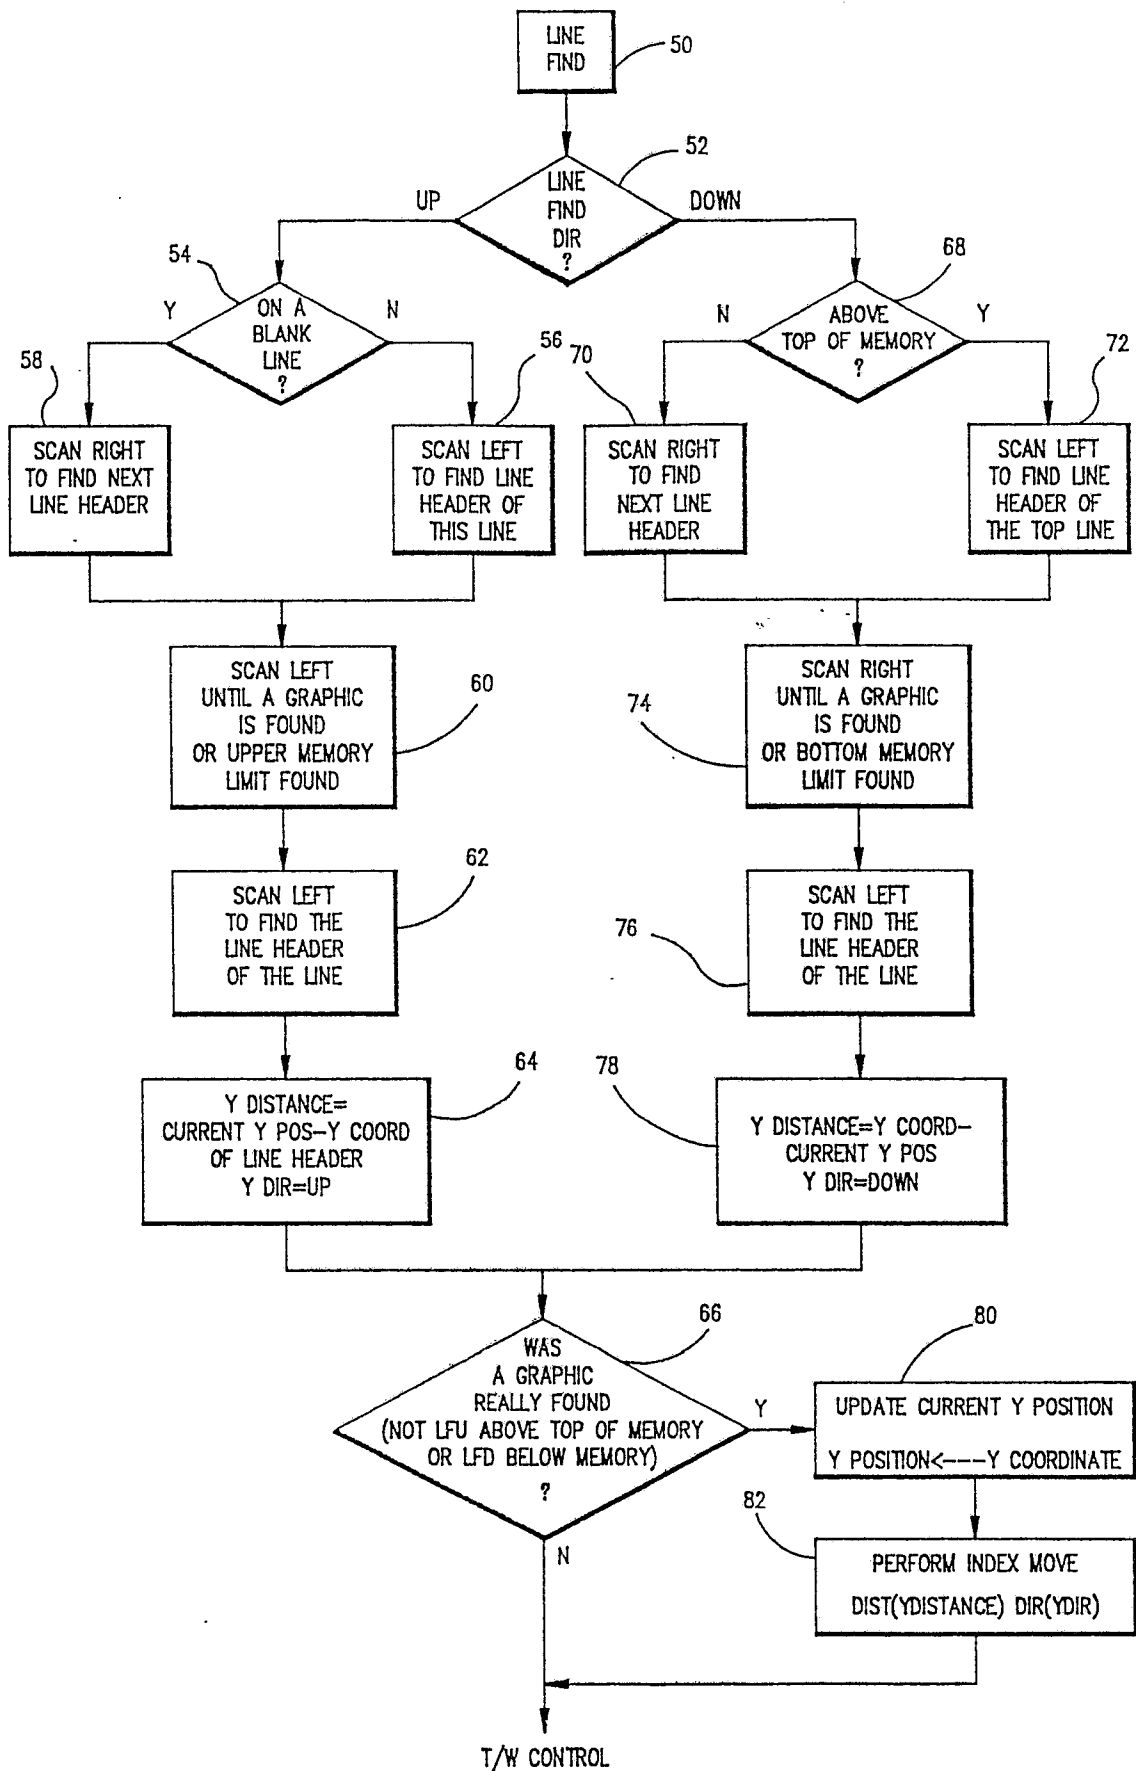 LINE
FIND
50
LINE
FIND
DIR
?
52
UP
DOWN
54
ON A
BLANK
LINE
?
Y
N
68
ABOVE
TOP OF MEMORY
?
N
Y
58
SCAN RIGHT
TO FIND NEXT
LINE HEADER
56
SCAN LEFT
TO FIND LINE
HEADER OF
THIS LINE
70
SCAN RIGHT
TO FIND
NEXT LINE
HEADER
72
SCAN LEFT
TO FIND LINE
HEADER OF
THE TOP LINE
SCAN LEFT
UNTIL A GRAPHIC
IS FOUND
OR UPPER MEMORY
LIMIT FOUND
60
74
SCAN RIGHT
UNTIL A GRAPHIC
IS FOUND
OR BOTTOM MEMORY
LIMIT FOUND
SCAN LEFT
TO FIND THE
LINE HEADER
OF THE LINE
62
76
SCAN LEFT
TO FIND THE
LINE HEADER
OF THE LINE
Y DISTANCE=
CURRENT Y POS-Y COORD
OF LINE HEADER
Y DIR=UP
64
78
Y DISTANCE=Y COORD-
CURRENT Y POS
Y DIR=DOWN
WAS
A GRAPHIC
REALLY FOUND
(NOT LFU ABOVE TOP OF MEMORY
OR LFD BELOW MEMORY)
?
66
Y
N
80
UPDATE CURRENT Y POSITION
Y POSITION<---Y COORDINATE
82
PERFORM INDEX MOVE
DIST(YDISTANCE) DIR(YDIR)
T/W CONTROL